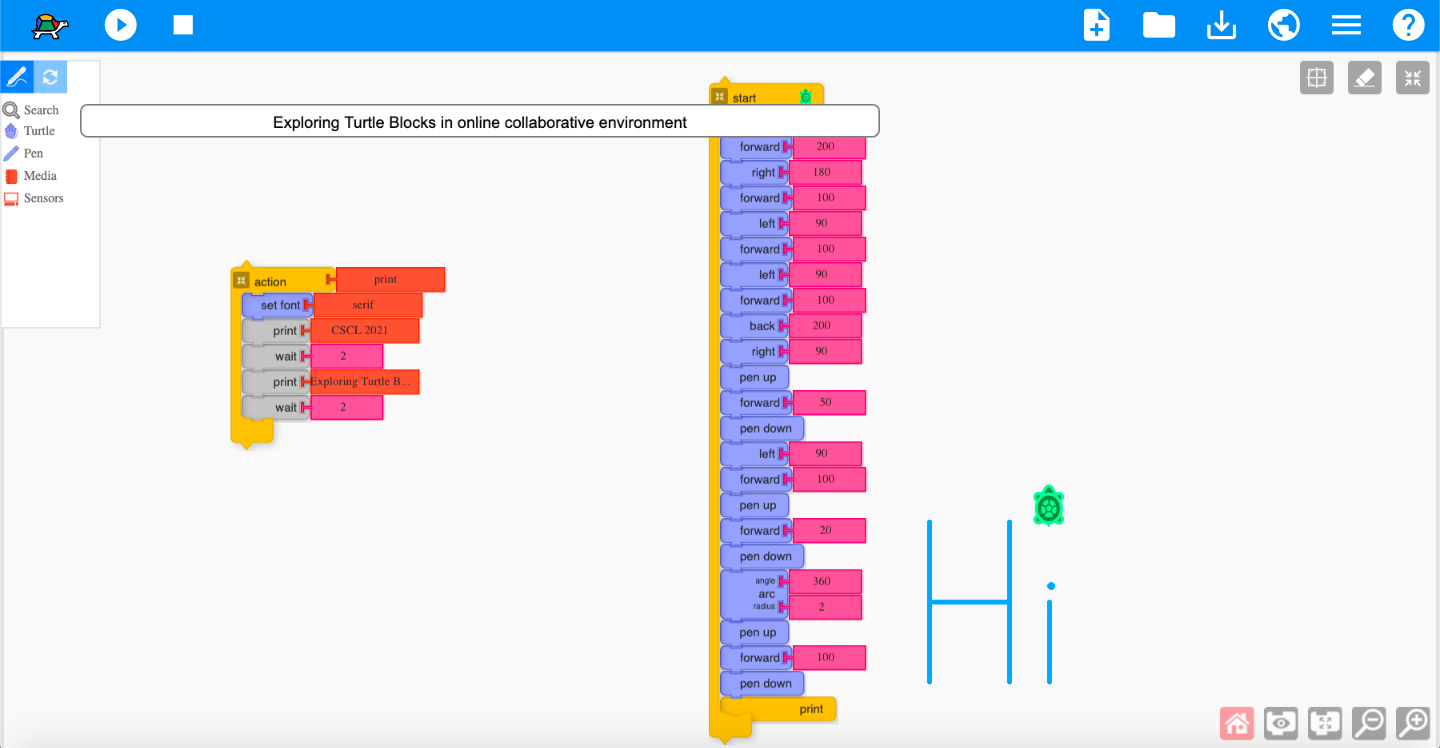 Search
Turtle
Pen
Media
Sensors
Exploring Turtle Blocks in online collaborative environment
action print
set font serif
print CSCL 2021
wait 2
print Exploring Turtle B...
wait 2
start
forward 200
right 180
forward 100
left 90
forward 100
left 90
forward 100
back 200
right 90
pen up
forward 50
pen down
left 90
forward 100
pen up
forward 20
pen down
angle 360
arc
radius 2
pen up
forward 100
pen down
print
Hi